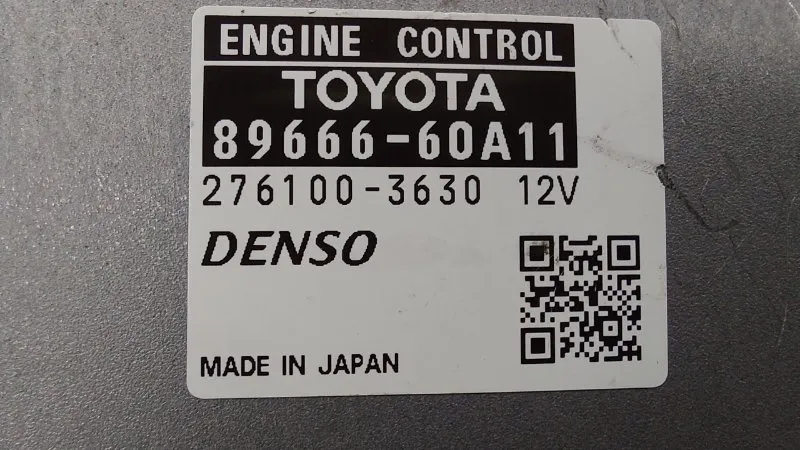 ENGINE CONTROL
TOYOTA
89666-60A11
276100-3630 12V
DENSO
MADE IN JAPAN